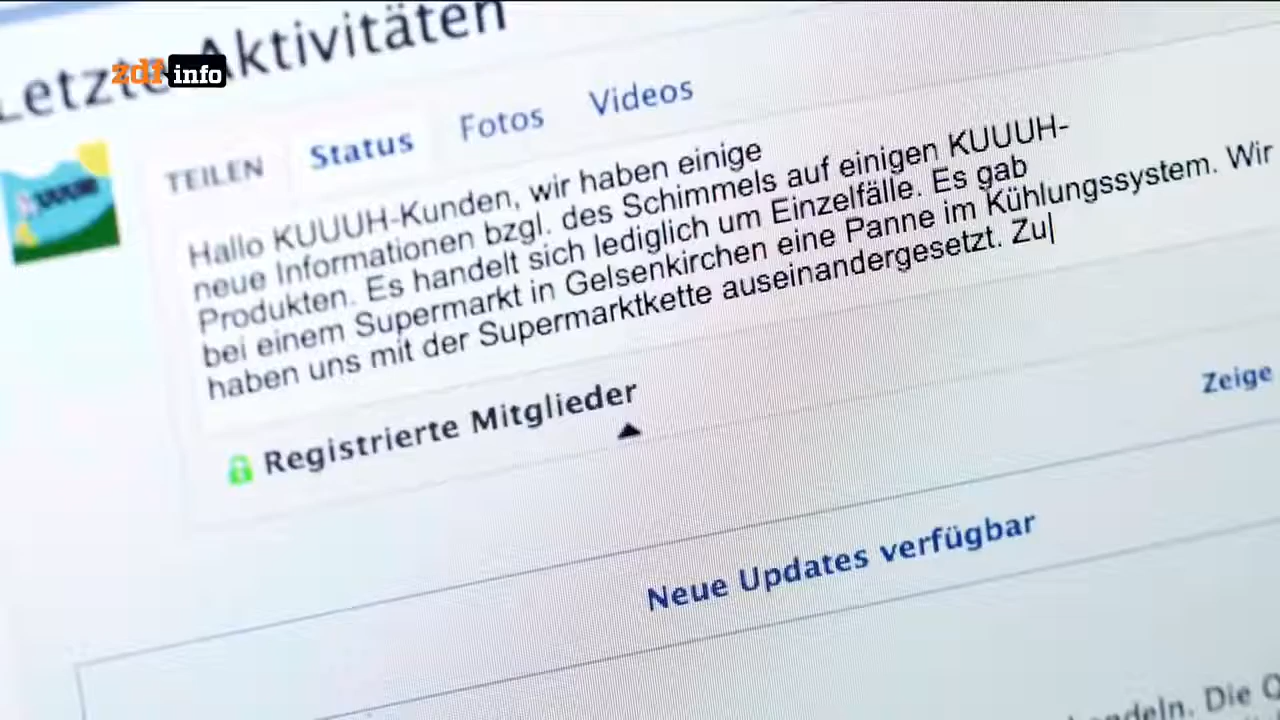 Letzte Aktivitäten
zdf info
TEILEN Status Fotos Videos
Hallo KUUUH-Kunden, wir haben einige
neue Informationen bzgl. des Schimmels auf einigen KUUUH-
Produkten. Es handelt sich lediglich um Einzelfälle. Es gab
bei einem Supermarkt in Gelsenkirchen eine Panne im Kühlungssystem. Wir
haben uns mit der Supermarktkette auseinandergesetzt. Zu
Registrierte Mitglieder
Zeige
Neue Updates verfügbar
Die